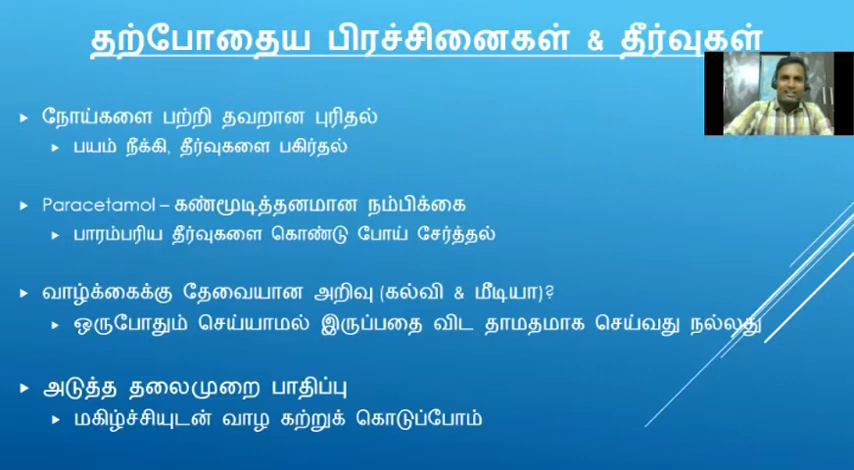 தற்போதைய பிரச்சினைகள் & தீர்வுகள்
நோய்களை பற்றி தவறான புரிதல்
பயம் நீக்கி, தீர்வுகளை பகிர்தல்
Paracetamol – கண்மூடித்தனமான நம்பிக்கை
பாரம்பரிய தீர்வுகளை கொண்டு போய் சேர்த்தல்
வாழ்க்கைக்கு தேவையான அறிவு (கல்வி & மீடியா)?
ஒருபோதும் செய்யாமல் இருப்பதை விட தாமதமாக செய்வது நல்லது
அடுத்த தலைமுறை பாதிப்பு
மகிழ்ச்சியுடன் வாழ கற்றுக் கொடுப்போம்